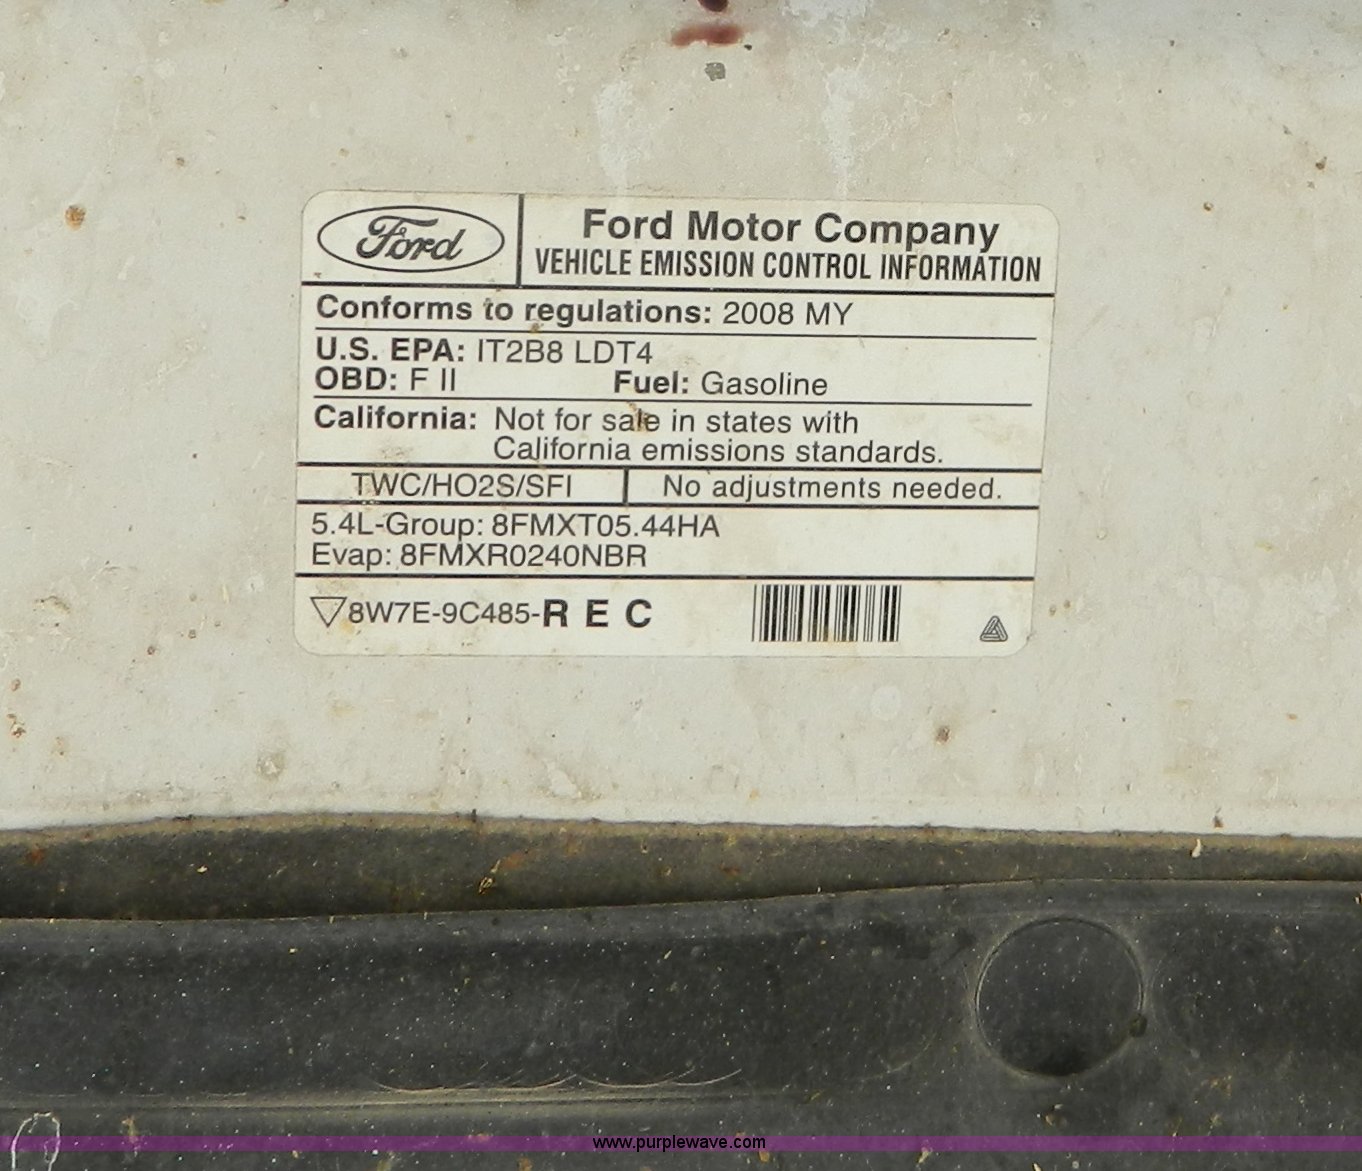 Ford
Ford Motor Company
VEHICLE EMISSION CONTROL INFORMATION
Conforms to regulations: 2008 MY
U.S. EPA: IT2B8 LDT4
OBD: F II Fuel: Gasoline
California: Not for sale in states with
California emissions standards.
TWC/HO2S/SFI No adjustments needed.
5.4L-Group: 8FMXT05.44HA
Evap: 8FMXR0240NBR
8W7E-9C485-R E C
www.purplewave.com